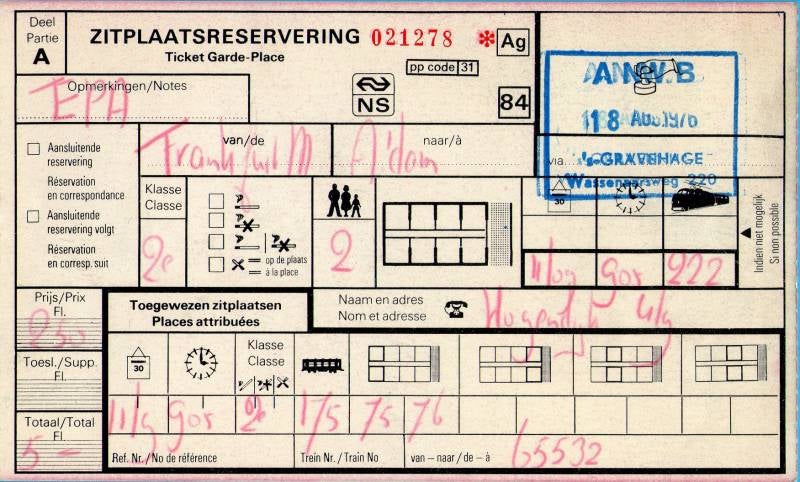 Deel
Partie
A
ZITPLAATSRESERVERING 021278 * Ag
Ticket Garde-Place
pp code 31
Opmerkingen/Notes
EPA
NS
84
ANWB
18 AUG. 1976
's-GRAVENHAGE
Wassenaarseweg 220
van/de
Frankfurt M
naar/à
A'dam
via
Aansluitende
reservering
Réservation
en correspondance
Aansluitende
reservering volgt
Réservation
en corresp. suit
Klasse
Classe
2e
= op de plaats
= à la place
2
30
11/9 905 222
Indien niet mogelijk
Si non possible
Prijs/Prix
Fl.
250
Toegewezen zitplaatsen
Places attribuées
Naam en adres
Nom et adresse
Toesl./Supp.
Fl.
30
Klasse
Classe
11/9 905 2e 175 75 76
Totaal/Total
Fl.
5-
Ref. Nr./No de référence
Trein Nr./Train No
van – naar/de – à
65532